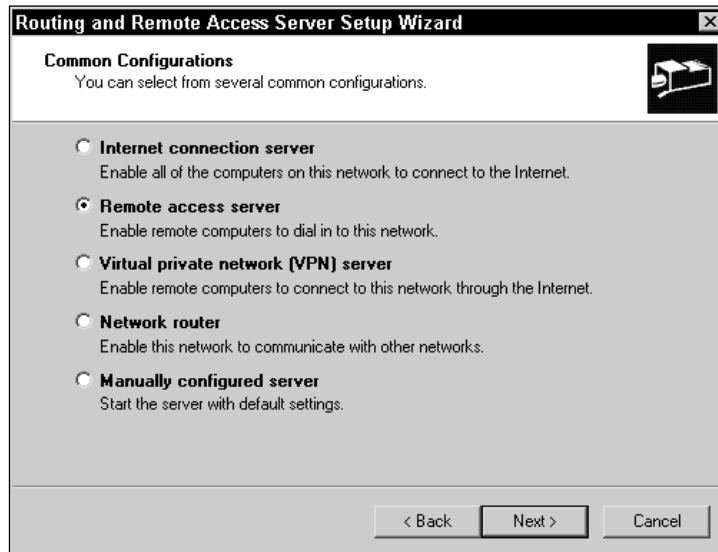 Routing and Remote Access Server Setup Wizard
Common Configurations
You can select from several common configurations.
Internet connection server
Enable all of the computers on this network to connect to the Internet.
Remote access server
Enable remote computers to dial in to this network.
Virtual private network (VPN) server
Enable remote computers to connect to this network through the Internet.
Network router
Enable this network to communicate with other networks.
Manually configured server
Start the server with default settings.
< Back Next > Cancel